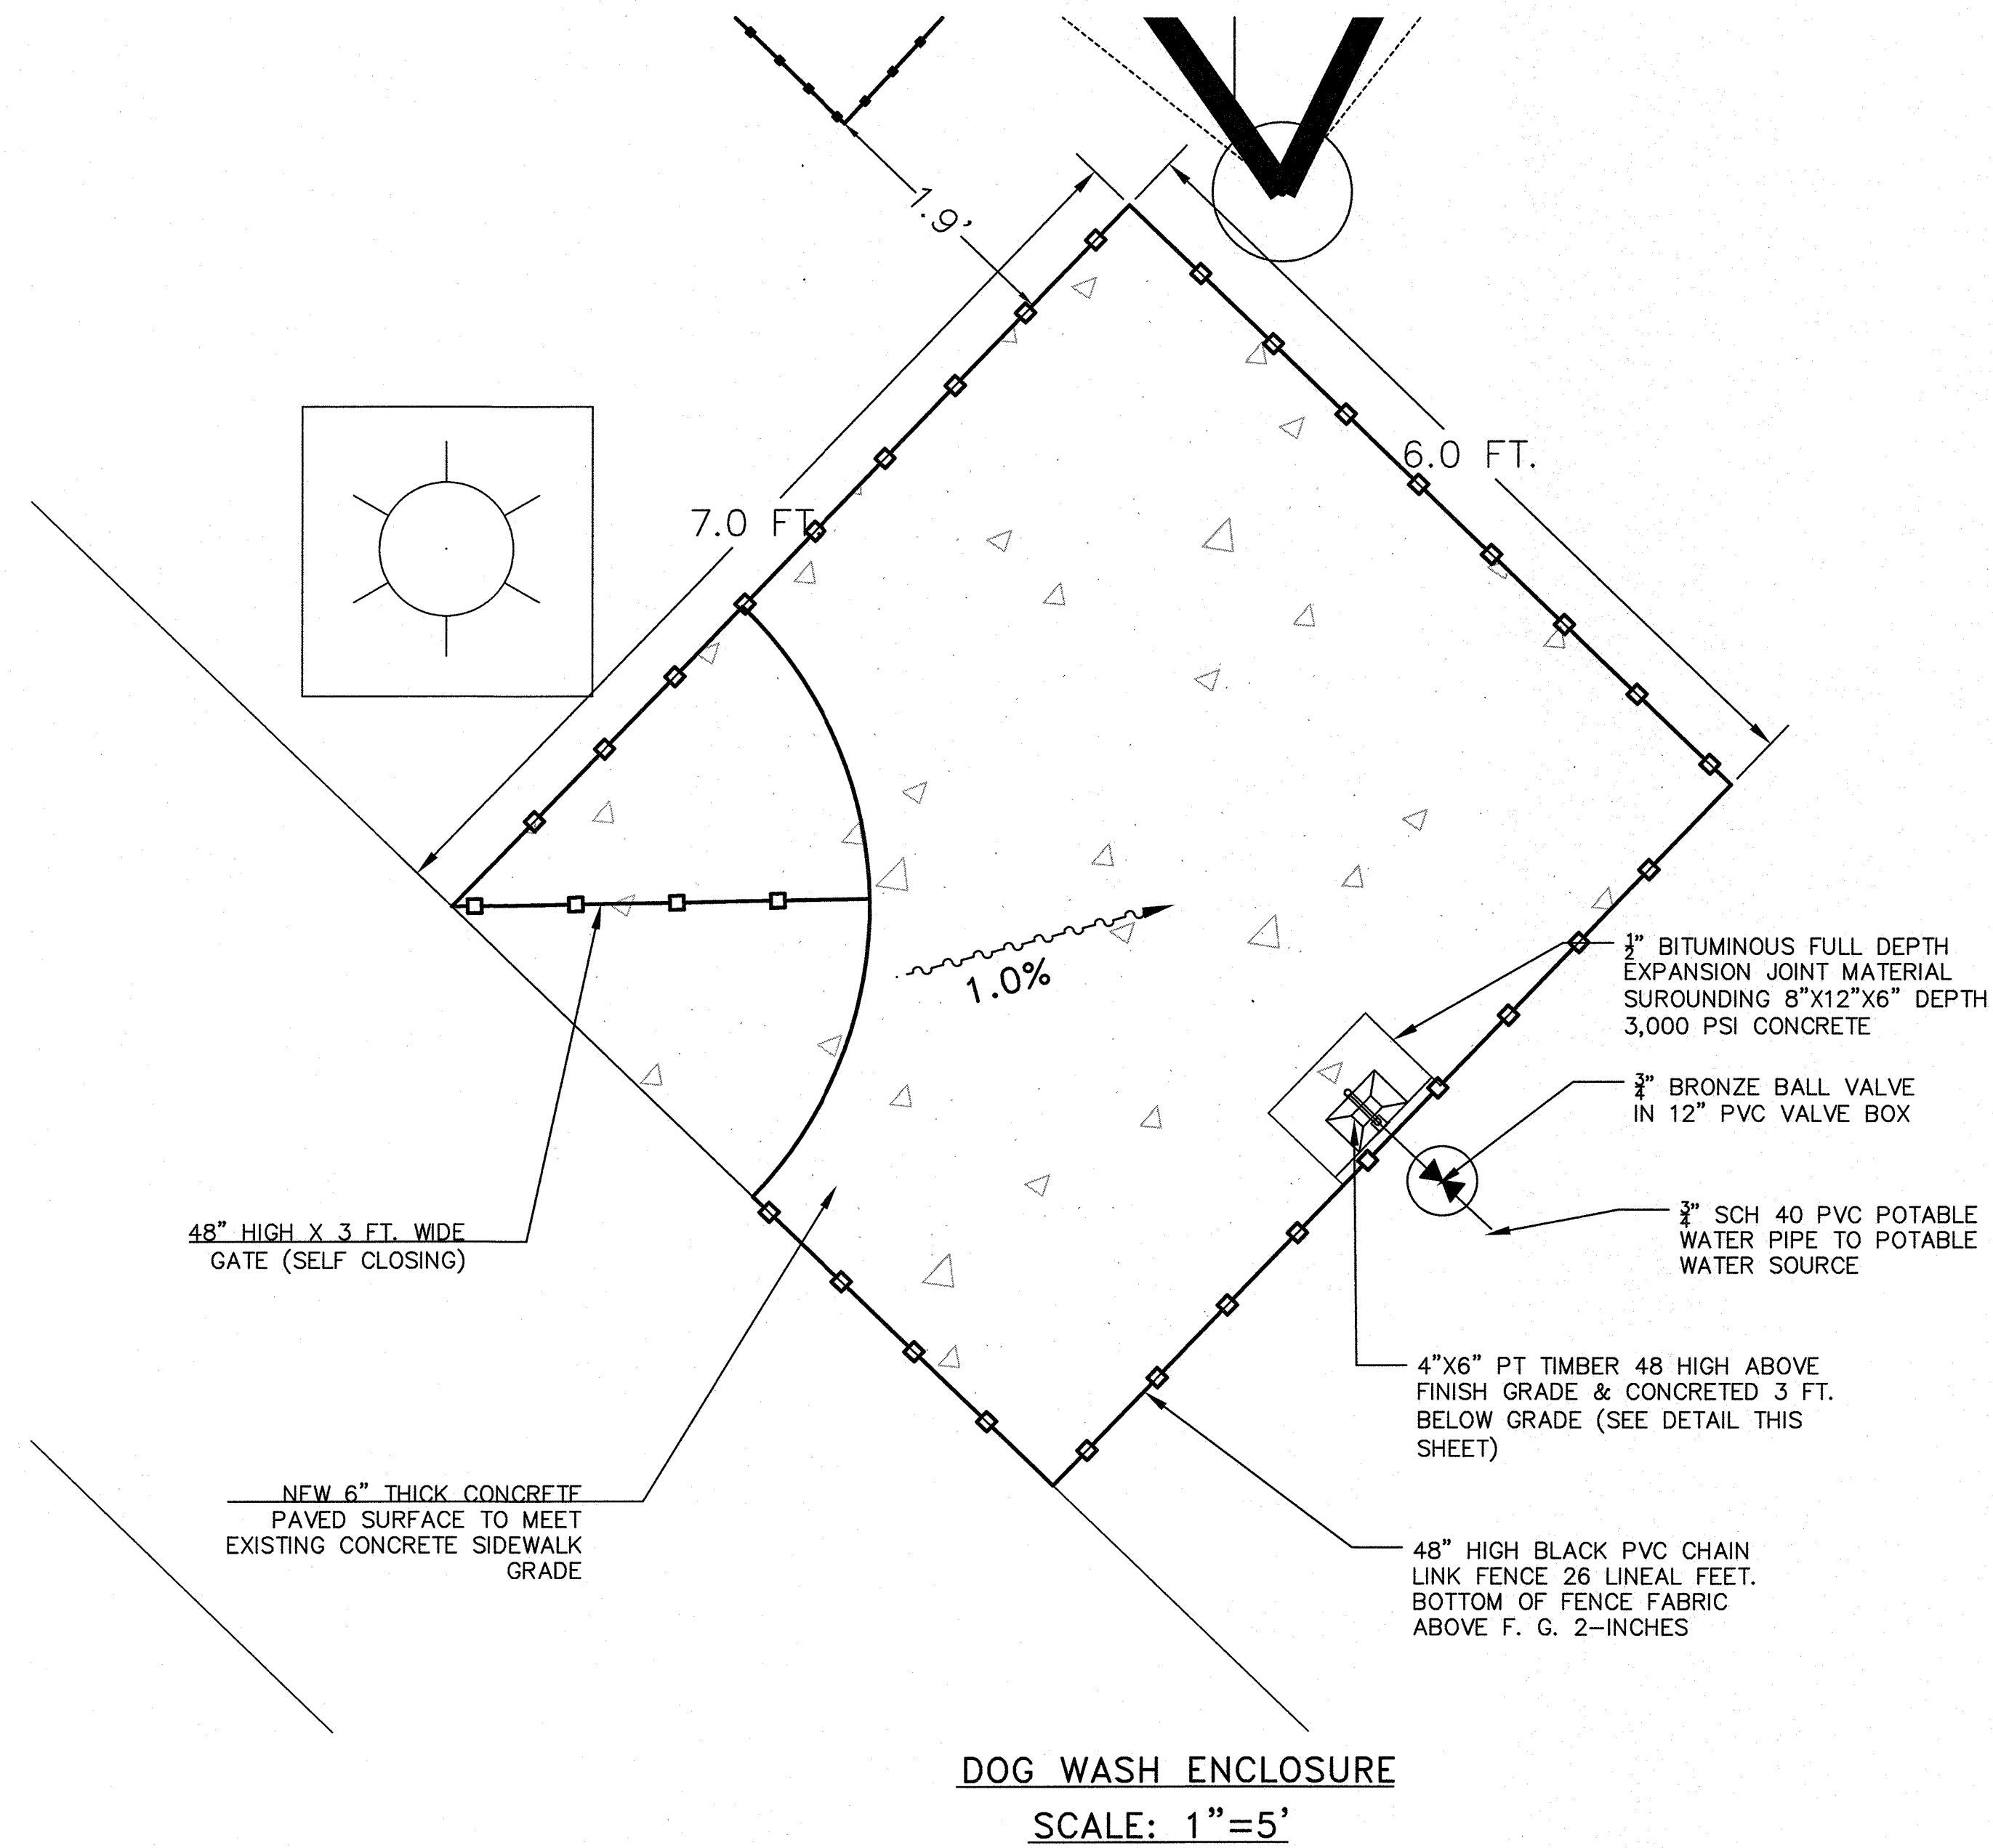 1.9'
6.0 FT.
7.0 FT.
1.0%
½" BITUMINOUS FULL DEPTH
EXPANSION JOINT MATERIAL
SUROUNDING 8"X12"X6" DEPTH
3,000 PSI CONCRETE
¾" BRONZE BALL VALVE
IN 12" PVC VALVE BOX
¾" SCH 40 PVC POTABLE
WATER PIPE TO POTABLE
WATER SOURCE
48" HIGH X 3 FT. WIDE
GATE (SELF CLOSING)
4"X6" PT TIMBER 48 HIGH ABOVE
FINISH GRADE & CONCRETED 3 FT.
BELOW GRADE (SEE DETAIL THIS
SHEET)
NEW 6" THICK CONCRETE
PAVED SURFACE TO MEET
EXISTING CONCRETE SIDEWALK
GRADE
48" HIGH BLACK PVC CHAIN
LINK FENCE 26 LINEAL FEET.
BOTTOM OF FENCE FABRIC
ABOVE F. G. 2-INCHES
DOG WASH ENCLOSURE
SCALE: 1"=5'